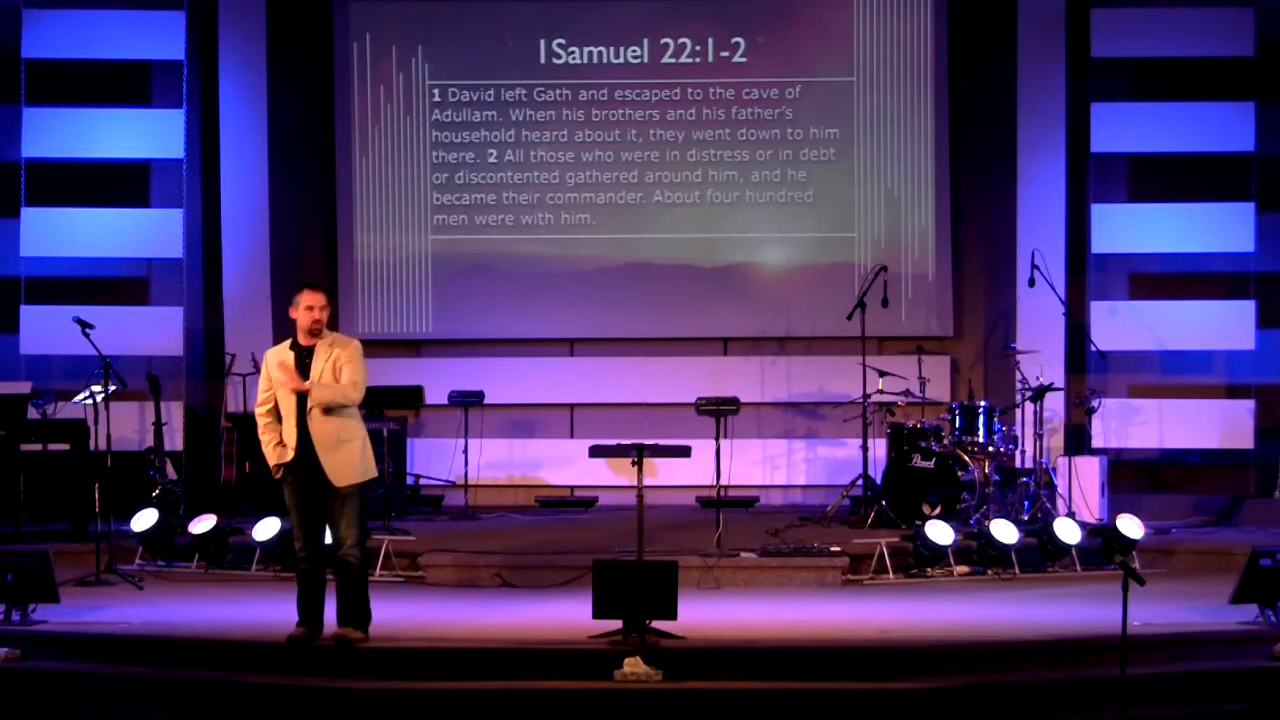 1Samuel 22:1-2
1 David left Gath and escaped to the cave of
Adullam. When his brothers and his father's
household heard about it, they went down to him
there. 2 All those who were in distress or in debt
or discontented gathered around him, and he
became their commander. About four hundred
men were with him.
Pearl